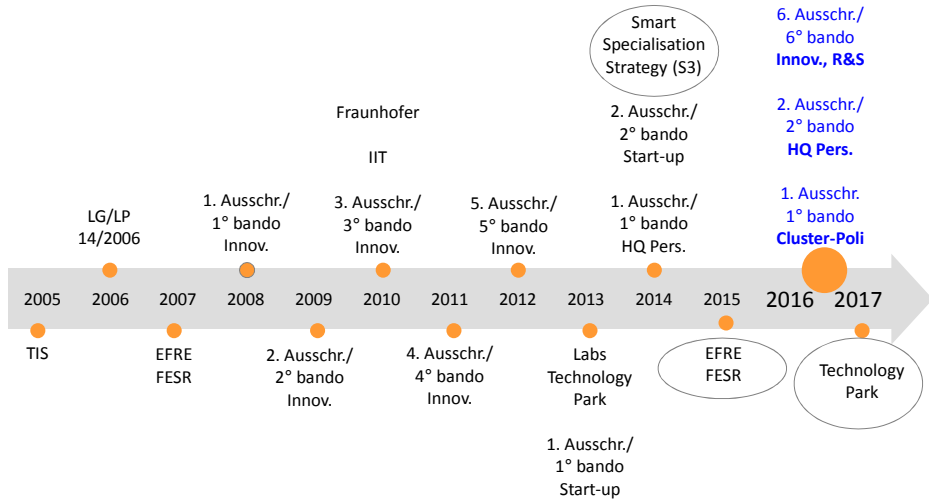 Smart
Specialisation
Strategy (S3)
6. Ausschr./
6° bando
Innov., R&S
Fraunhofer
IIT
2. Ausschr./
2° bando
Start-up
2. Ausschr./
2° bando
HQ Pers.
LG/LP
14/2006
1. Ausschr./
1° bando
Innov.
3. Ausschr./
3° bando
Innov.
5. Ausschr./
5° bando
Innov.
1. Ausschr./
1° bando
HQ Pers.
1. Ausschr.
1° bando
Cluster-Poli
2005 2006 2007 2008 2009 2010 2011 2012 2013 2014 2015 2016 2017
TIS
EFRE
FESR
2. Ausschr./
2° bando
Innov.
4. Ausschr./
4° bando
Innov.
Labs
Technology
Park
EFRE
FESR
Technology
Park
1. Ausschr./
1° bando
Start-up